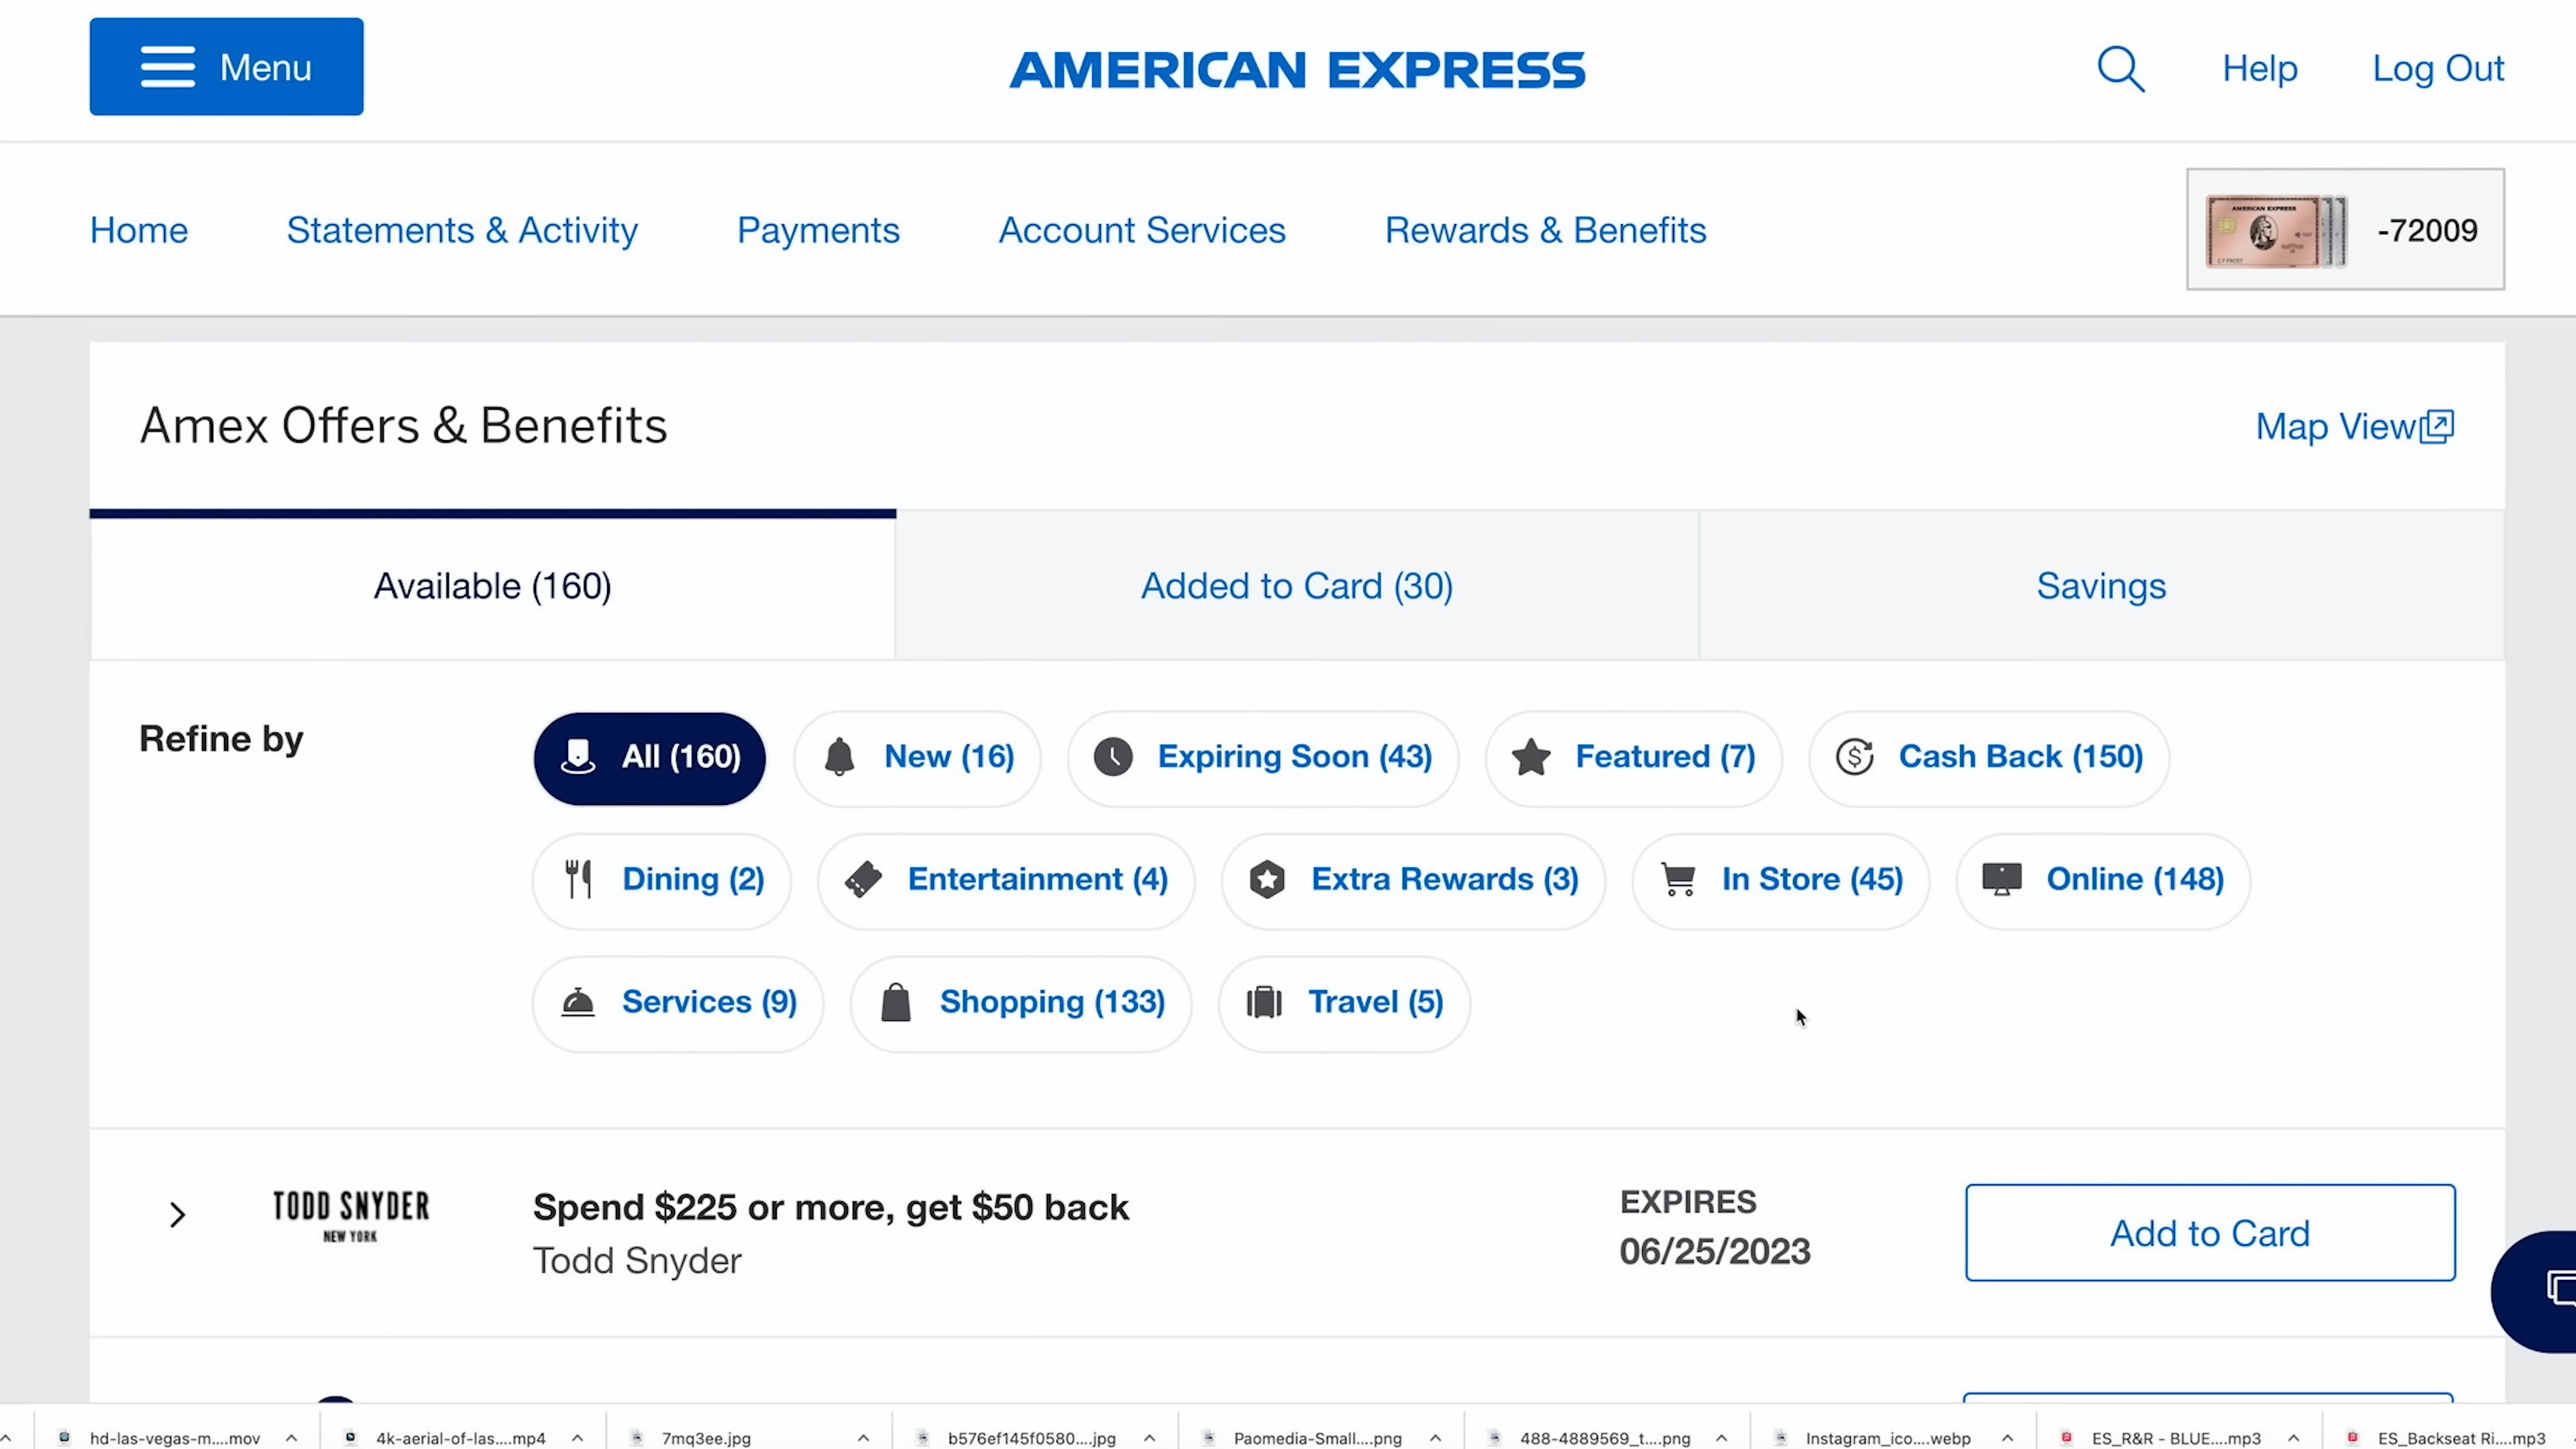 Menu
AMERICAN EXPRESS
Help
Log Out
Home
Statements & Activity
Payments
Account Services
Rewards & Benefits
AMERICAN EXPRESS
C F FROST
-72009
Amex Offers & Benefits
Map View
Available (160)
Added to Card (30)
Savings
Refine by
All (160)
New (16)
Expiring Soon (43)
Featured (7)
Cash Back (150)
Dining (2)
Entertainment (4)
Extra Rewards (3)
In Store (45)
Online (148)
Services (9)
Shopping (133)
Travel (5)
TODD SNYDER
NEW YORK
Spend $225 or more, get $50 back
Todd Snyder
EXPIRES
06/25/2023
Add to Card
hd-las-vegas-m....mov
4k-aerial-of-las....mp4
7mq3ee.jpg
b576ef145f0580....jpg
Paomedia-Small....png
488-4889569_t....png
Instagram_ico....webp
ES_R&R - BLUE....mp3
ES_Backseat Ri....mp3